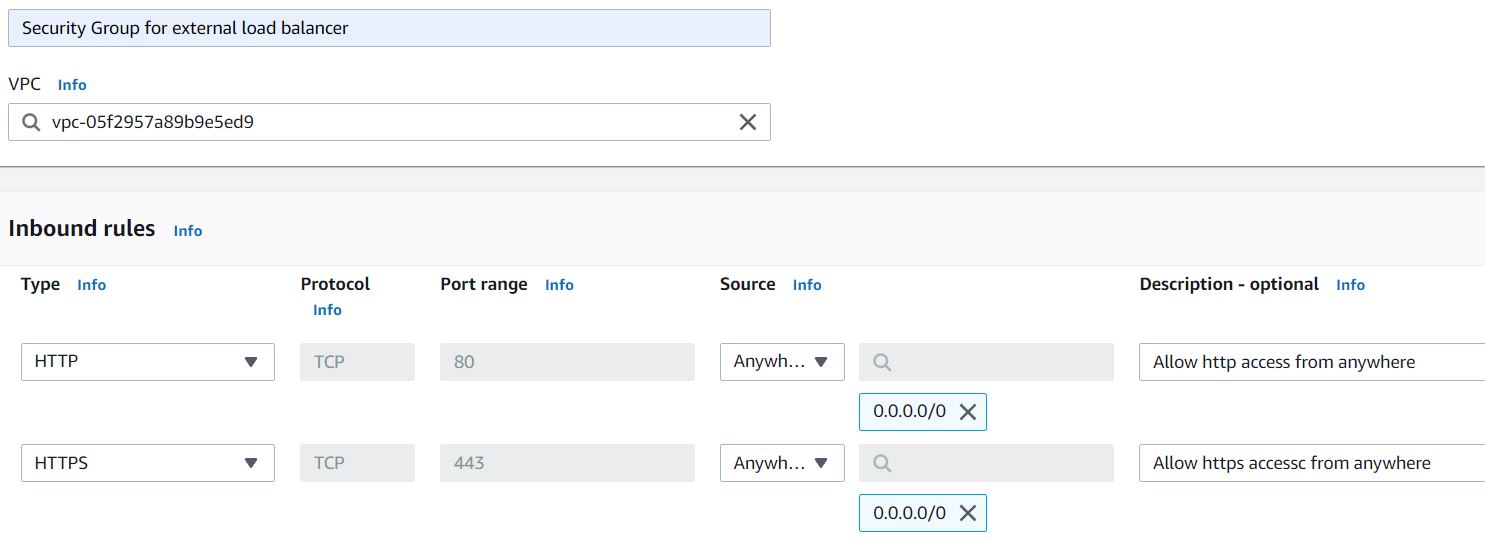 Security Group for external load balancer
VPC Info
vpc-05f2957a89b9e5ed9
Inbound rules Info
Type Info Protocol Info Port range Info Source Info Description - optional Info
HTTP TCP 80 Anywh... Allow http access from anywhere
0.0.0.0/0
HTTPS TCP 443 Anywh... Allow https accessc from anywhere
0.0.0.0/0